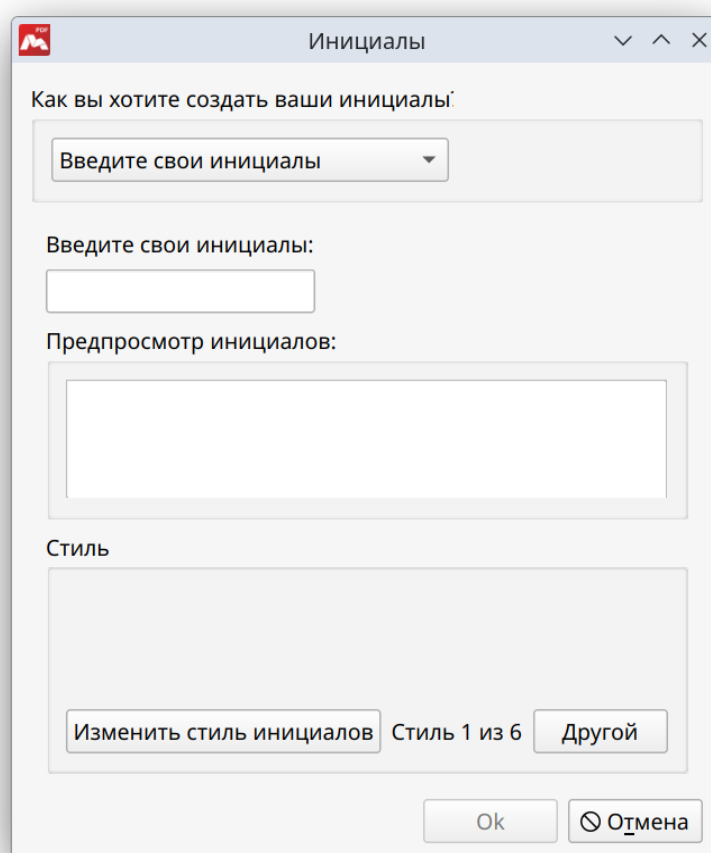 PDF
Инициалы
Как вы хотите создать ваши инициалы?
Введите свои инициалы
Введите свои инициалы:
Предпросмотр инициалов:
Стиль
Изменить стиль инициалов Стиль 1 из 6 Другой
Ok Отмена